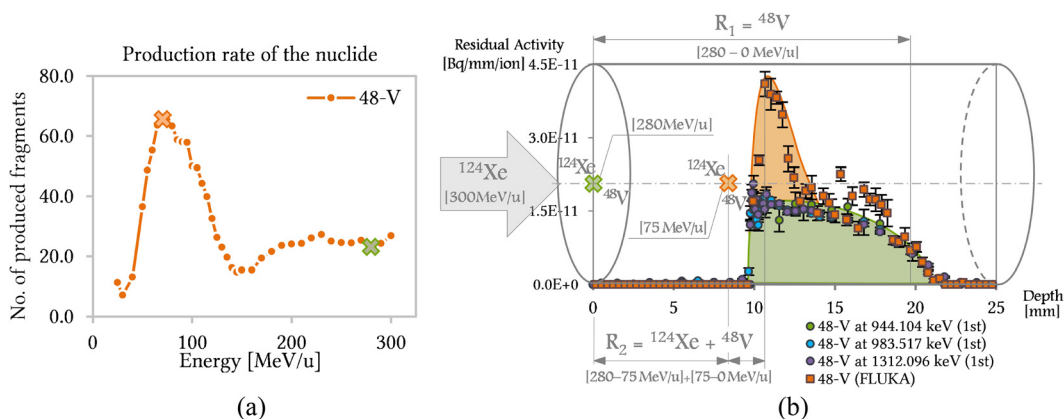 Production rate of the nuclide
48-V
No. of produced fragments
80.0
60.0
40.0
20.0
0.0
0
100
200
300
Energy [MeV/u]
(a)
R1 = 48V
[280 – 0 MeV/u]
Residual Activity
[Bq/mm/ion]
4.5E-11
3.0E-11
1.5E-11
0.0E+0
124Xe
[300MeV/u]
[280MeV/u]
124Xe
48V
124Xe
48V
[75 MeV/u]
0
5
10
15
20
25
Depth
[mm]
R2 = 124Xe + 48V
[280–75 MeV/u]+[75–0MeV/u]
48-V at 944.104 keV (1st)
48-V at 983.517 keV (1st)
48-V at 1312.096 keV (1st)
48-V (FLUKA)
(b)